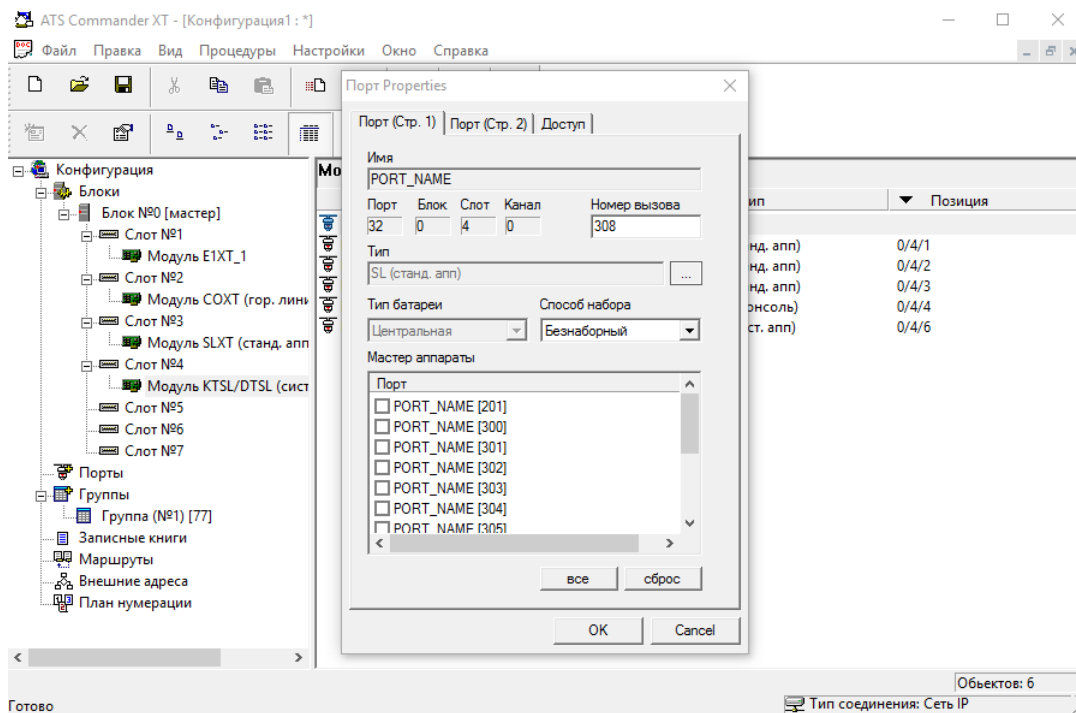 ATS Commander XT - [Конфигурация1 : *]
Файл Правка Вид Процедуры Настройки Окно Справка
Порт Properties
Порт (Стр. 1) Порт (Стр. 2) Доступ
Имя
PORT_NAME
Порт Блок Слот Канал Номер вызова
32 0 4 0 308
Тип
SL (станд. апп) ...
Тип батареи Способ набора
Центральная Безнаборный
Мастер аппараты
Порт
PORT_NAME [201]
PORT_NAME [300]
PORT_NAME [301]
PORT_NAME [302]
PORT_NAME [303]
PORT_NAME [304]
PORT_NAME [305]
все сброс
OK Cancel
Конфигурация
Блоки
Блок №0 [мастер]
Слот №1
Модуль E1XT_1
Слот №2
Модуль COXT (гор. лини
Слот №3
Модуль SLXT (станд. апп
Слот №4
Модуль KTSL/DTSL (сист
Слот №5
Слот №6
Слот №7
Порты
Группы
Группа (№1) [77]
Записные книги
Маршруты
Внешние адреса
План нумерации
Мо
ип Позиция
нд. апп) 0/4/1
нд. апп) 0/4/2
нд. апп) 0/4/3
онсоль) 0/4/4
ст. апп) 0/4/6
Обьектов: 6
Готово Тип соединения: Сеть IP